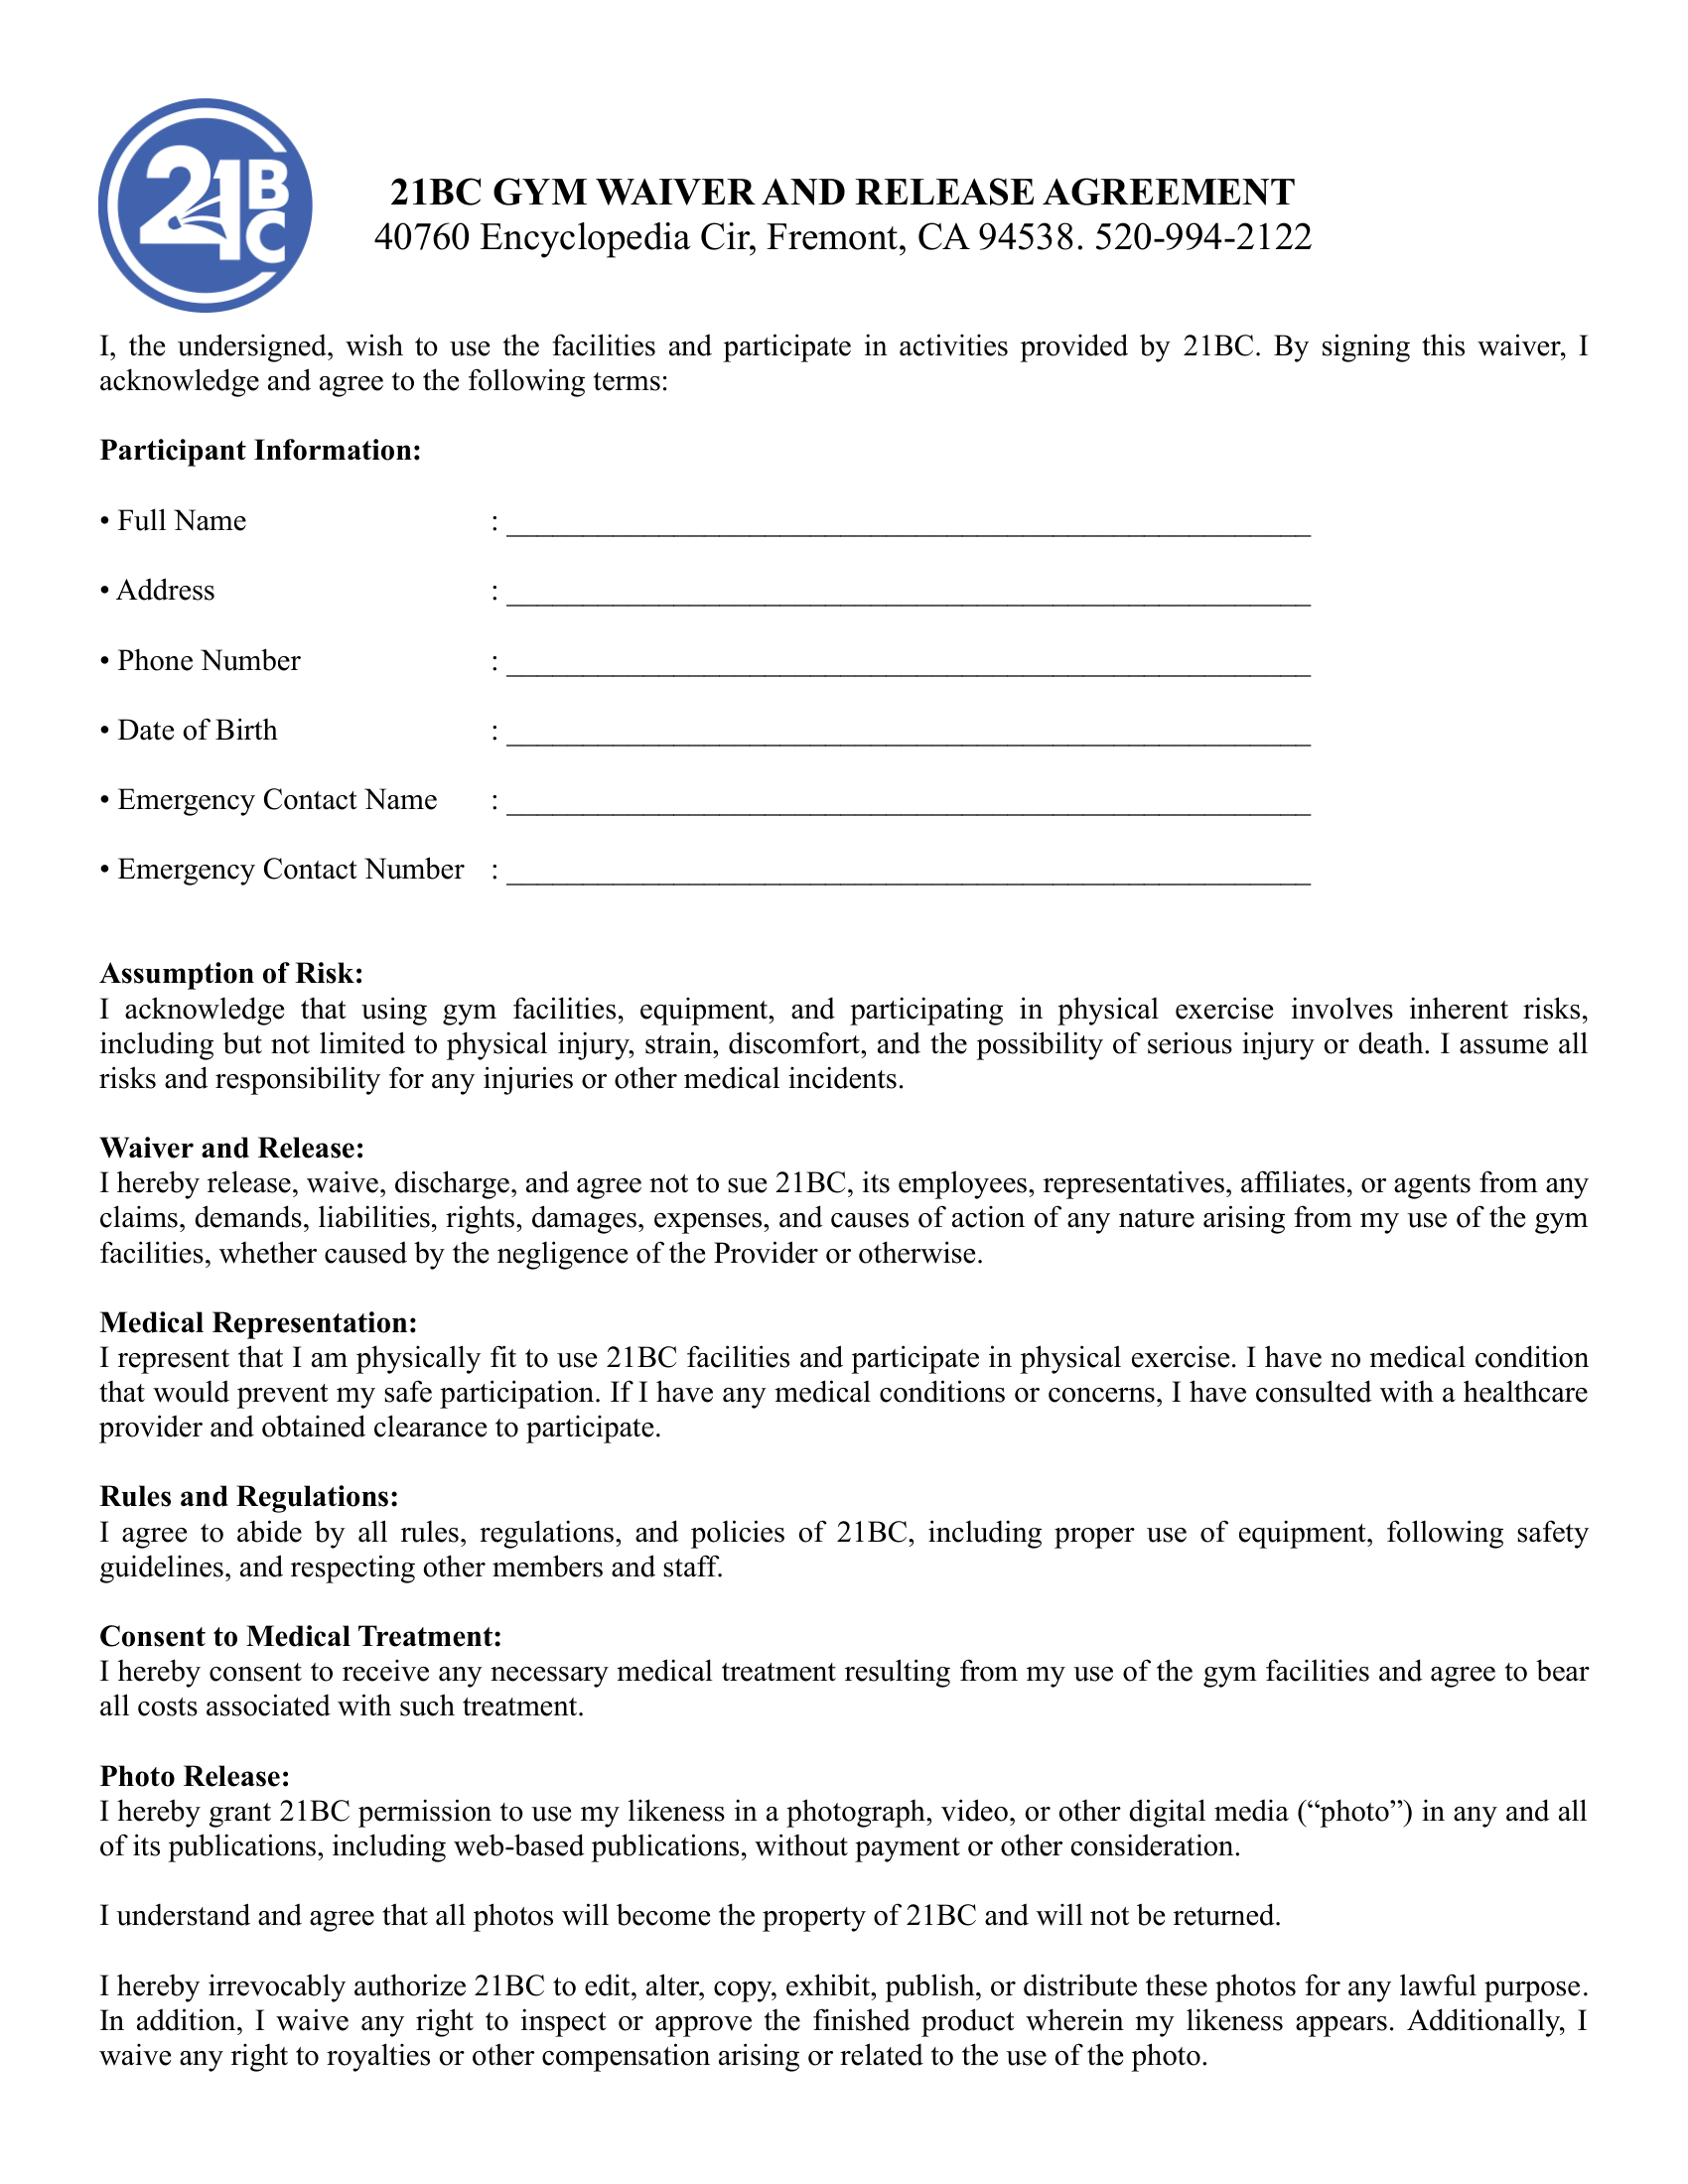 21BC
21BC GYM WAIVER AND RELEASE AGREEMENT
40760 Encyclopedia Cir, Fremont, CA 94538. 520-994-2122
I, the undersigned, wish to use the facilities and participate in activities provided by 21BC. By signing this waiver, I
acknowledge and agree to the following terms:
Participant Information:
• Full Name : _____________________________________________________
• Address : _____________________________________________________
• Phone Number : _____________________________________________________
• Date of Birth : _____________________________________________________
• Emergency Contact Name : _____________________________________________________
• Emergency Contact Number : _____________________________________________________
Assumption of Risk:
I acknowledge that using gym facilities, equipment, and participating in physical exercise involves inherent risks,
including but not limited to physical injury, strain, discomfort, and the possibility of serious injury or death. I assume all
risks and responsibility for any injuries or other medical incidents.
Waiver and Release:
I hereby release, waive, discharge, and agree not to sue 21BC, its employees, representatives, affiliates, or agents from any
claims, demands, liabilities, rights, damages, expenses, and causes of action of any nature arising from my use of the gym
facilities, whether caused by the negligence of the Provider or otherwise.
Medical Representation:
I represent that I am physically fit to use 21BC facilities and participate in physical exercise. I have no medical condition
that would prevent my safe participation. If I have any medical conditions or concerns, I have consulted with a healthcare
provider and obtained clearance to participate.
Rules and Regulations:
I agree to abide by all rules, regulations, and policies of 21BC, including proper use of equipment, following safety
guidelines, and respecting other members and staff.
Consent to Medical Treatment:
I hereby consent to receive any necessary medical treatment resulting from my use of the gym facilities and agree to bear
all costs associated with such treatment.
Photo Release:
I hereby grant 21BC permission to use my likeness in a photograph, video, or other digital media (“photo”) in any and all
of its publications, including web-based publications, without payment or other consideration.
I understand and agree that all photos will become the property of 21BC and will not be returned.
I hereby irrevocably authorize 21BC to edit, alter, copy, exhibit, publish, or distribute these photos for any lawful purpose.
In addition, I waive any right to inspect or approve the finished product wherein my likeness appears. Additionally, I
waive any right to royalties or other compensation arising or related to the use of the photo.